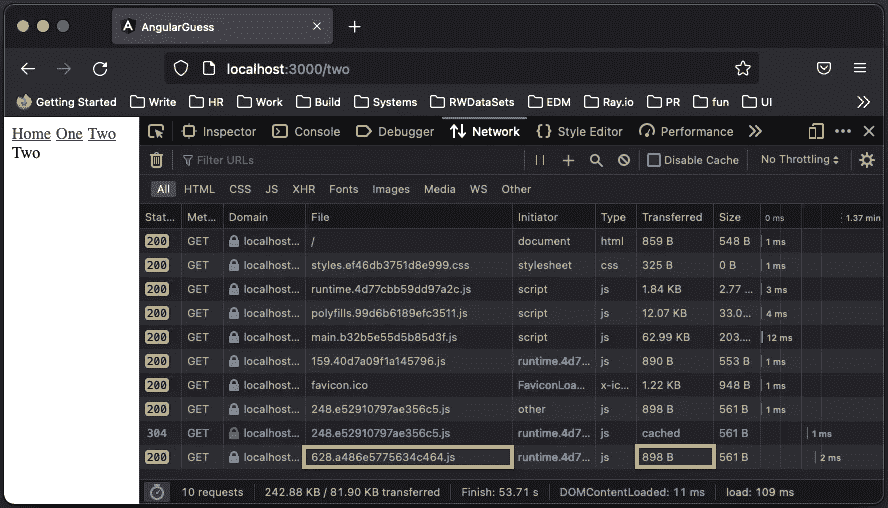 AngularGuess
localhost:3000/two
Getting Started Write HR Work Build Systems RWDataSets EDM Ray.io PR fun UI
Home One Two
Two
Inspector Console Debugger Network Style Editor Performance
Filter URLs Disable Cache No Throttling
All HTML CSS JS XHR Fonts Images Media WS Other
Stat... Met... Domain File Initiator Type Transferred Size 0 ms 1.37 min
200 GET localhost... / document html 859 B 548 B 1 ms
200 GET localhost... styles.ef46db3751d8e999.css stylesheet css 325 B 0 B 1 ms
200 GET localhost... runtime.4d77cbb59dd97a2c.js script js 1.84 KB 2.77 ... 3 ms
200 GET localhost... polyfills.99d6b6189efc3511.js script js 12.07 KB 33.0... 4 ms
200 GET localhost... main.b32b5e55d5b85d3f.js script js 62.99 KB 203.... 12 ms
200 GET localhost... 159.40d7a09f1a145796.js runtime.4d7... js 890 B 553 B 1 ms
200 GET localhost... favicon.ico FaviconLoa... x-ic... 1.22 KB 948 B 1 ms
200 GET localhost... 248.e52910797ae356c5.js other js 898 B 561 B 1 ms
304 GET localhost... 248.e52910797ae356c5.js runtime.4d7... js cached 561 B 1 ms
200 GET localhost... 628.a486e5775634c464.js runtime.4d7... js 898 B 561 B 2 ms
10 requests 242.88 KB / 81.90 KB transferred Finish: 53.71 s DOMContentLoaded: 11 ms load: 109 ms